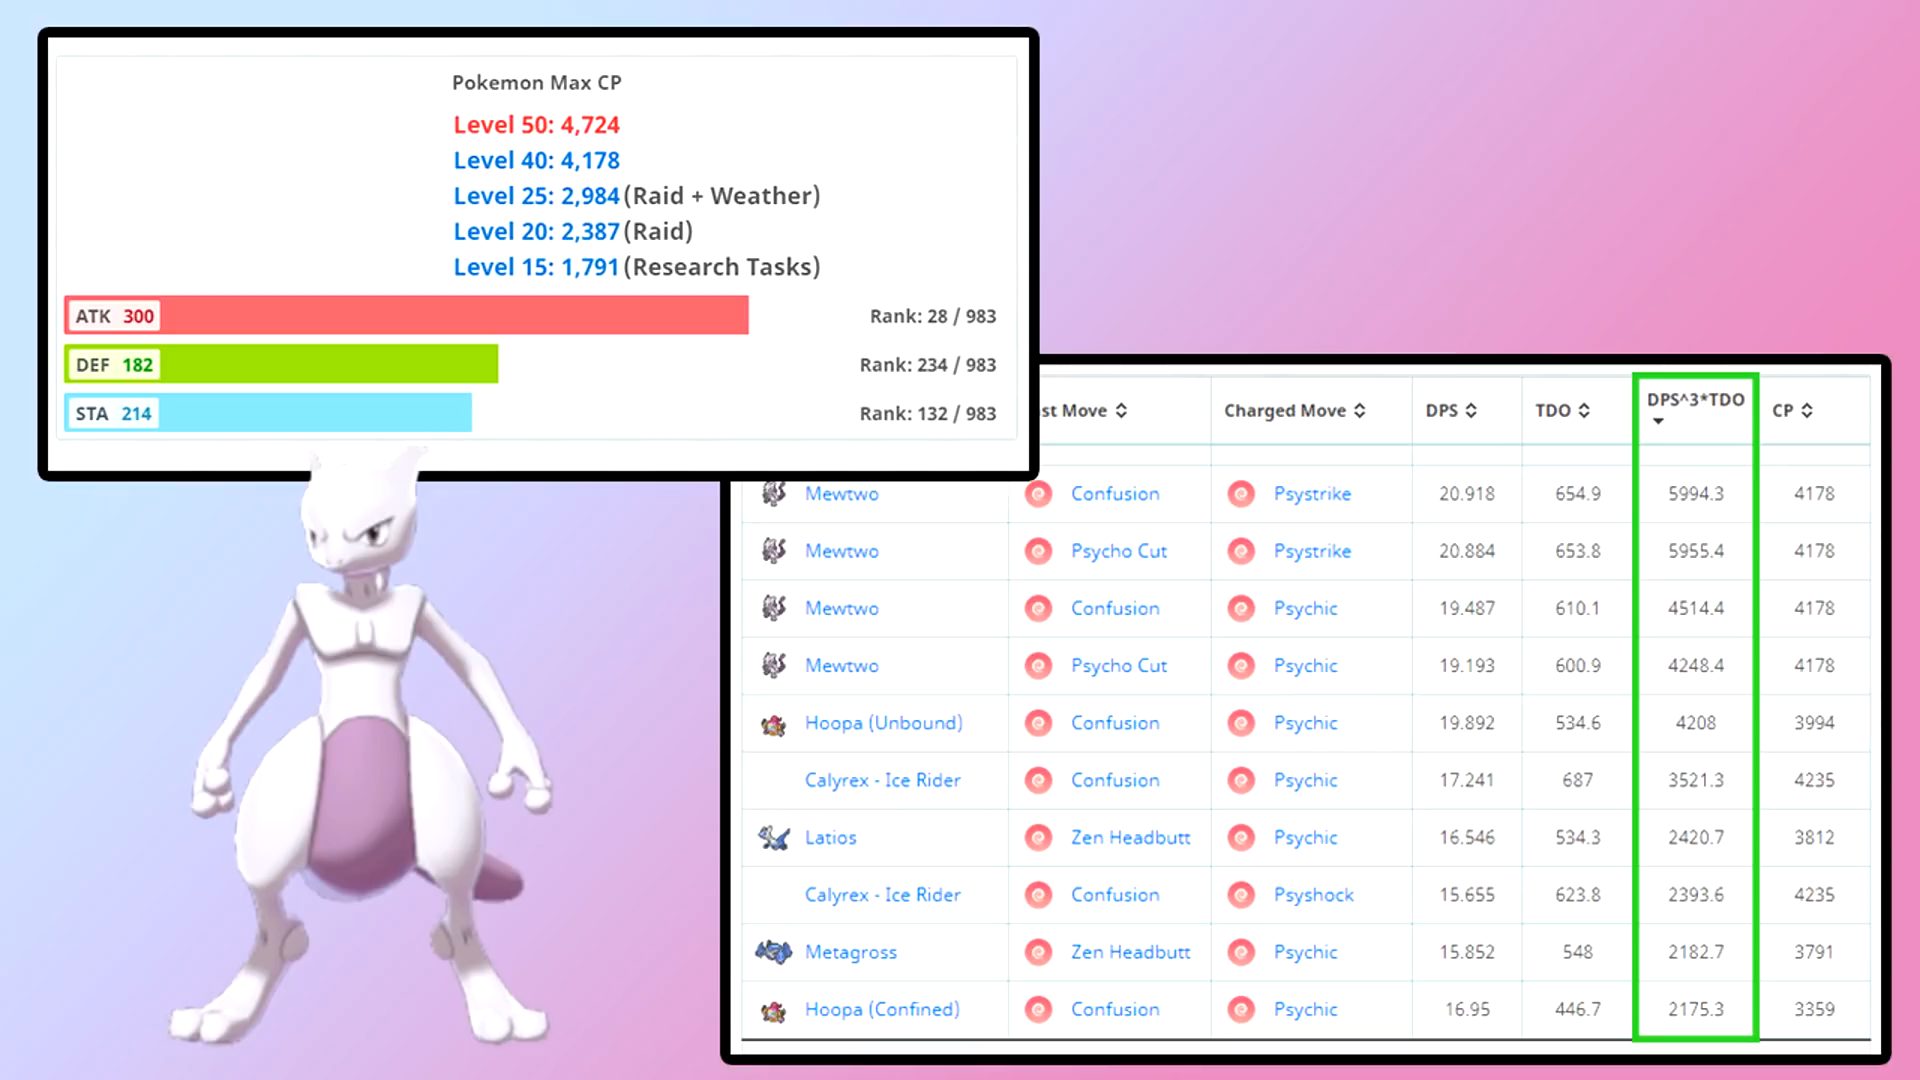 Pokemon Max CP
Level 50: 4,724
Level 40: 4,178
Level 25: 2,984 (Raid + Weather)
Level 20: 2,387 (Raid)
Level 15: 1,791 (Research Tasks)
ATK 300 Rank: 28 / 983
DEF 182 Rank: 234 / 983
STA 214 Rank: 132 / 983
st Move Charged Move DPS TDO DPS^3*TDO CP
Mewtwo Confusion Psystrike 20.918 654.9 5994.3 4178
Mewtwo Psycho Cut Psystrike 20.884 653.8 5955.4 4178
Mewtwo Confusion Psychic 19.487 610.1 4514.4 4178
Mewtwo Psycho Cut Psychic 19.193 600.9 4248.4 4178
Hoopa (Unbound) Confusion Psychic 19.892 534.6 4208 3994
Calyrex - Ice Rider Confusion Psychic 17.241 687 3521.3 4235
Latios Zen Headbutt Psychic 16.546 534.3 2420.7 3812
Calyrex - Ice Rider Confusion Psyshock 15.655 623.8 2393.6 4235
Metagross Zen Headbutt Psychic 15.852 548 2182.7 3791
Hoopa (Confined) Confusion Psychic 16.95 446.7 2175.3 3359